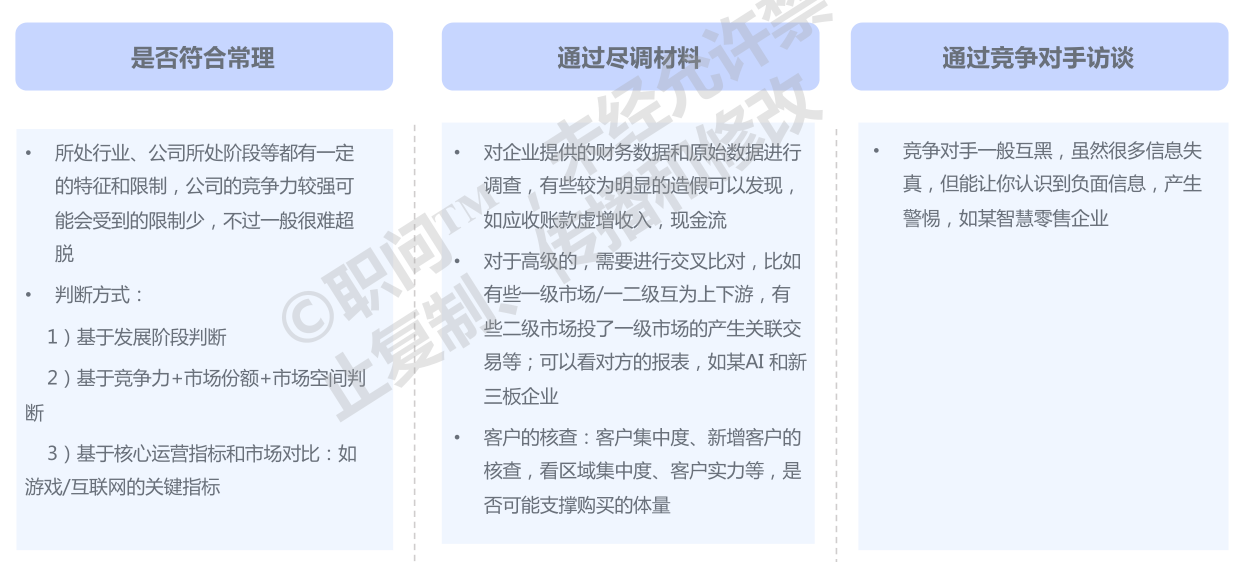 是否符合常理
• 所处行业、公司所处阶段等都有一定
的特征和限制，公司的竞争力较强可
能会受到的限制少，不过一般很难超
脱
• 判断方式：
1）基于发展阶段判断
2）基于竞争力+市场份额+市场空间判
断
3）基于核心运营指标和市场对比：如
游戏/互联网的关键指标
通过尽调材料
• 对企业提供的财务数据和原始数据进行
调查，有些较为明显的造假可以发现，
如应收账款虚增收入，现金流
• 对于高级的，需要进行交叉比对，比如
有些一级市场/一二级互为上下游，有
些二级市场投了一级市场的产生关联交
易等；可以看对方的报表，如某AI 和新
三板企业
• 客户的核查：客户集中度、新增客户的
核查，看区域集中度、客户实力等，是
否可能支撑购买的体量
通过竞争对手访谈
• 竞争对手一般互黑，虽然很多信息失
真，但能让你认识到负面信息，产生
警惕，如某智慧零售企业
©职问™，未经允许禁
止复制、传播和修改